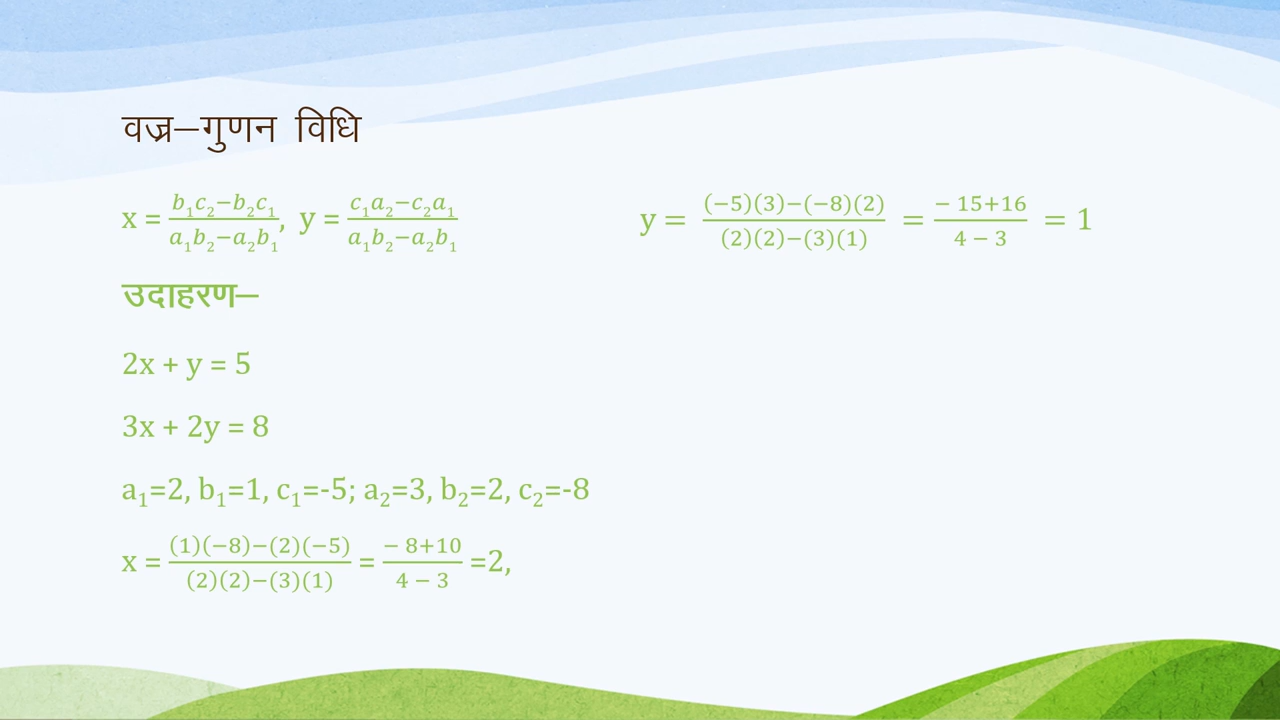 वज्र–गुणन विधि
x = (b₁c₂−b₂c₁)/(a₁b₂−a₂b₁), y = (c₁a₂−c₂a₁)/(a₁b₂−a₂b₁)
उदाहरण–
2x + y = 5
3x + 2y = 8
a₁=2, b₁=1, c₁=-5; a₂=3, b₂=2, c₂=-8
x = ((1)(−8)−(2)(−5))/((2)(2)−(3)(1)) = (− 8+10)/(4 − 3) =2,
y = ((−5)(3)−(−8)(2))/((2)(2)−(3)(1)) = (− 15+16)/(4 − 3) = 1